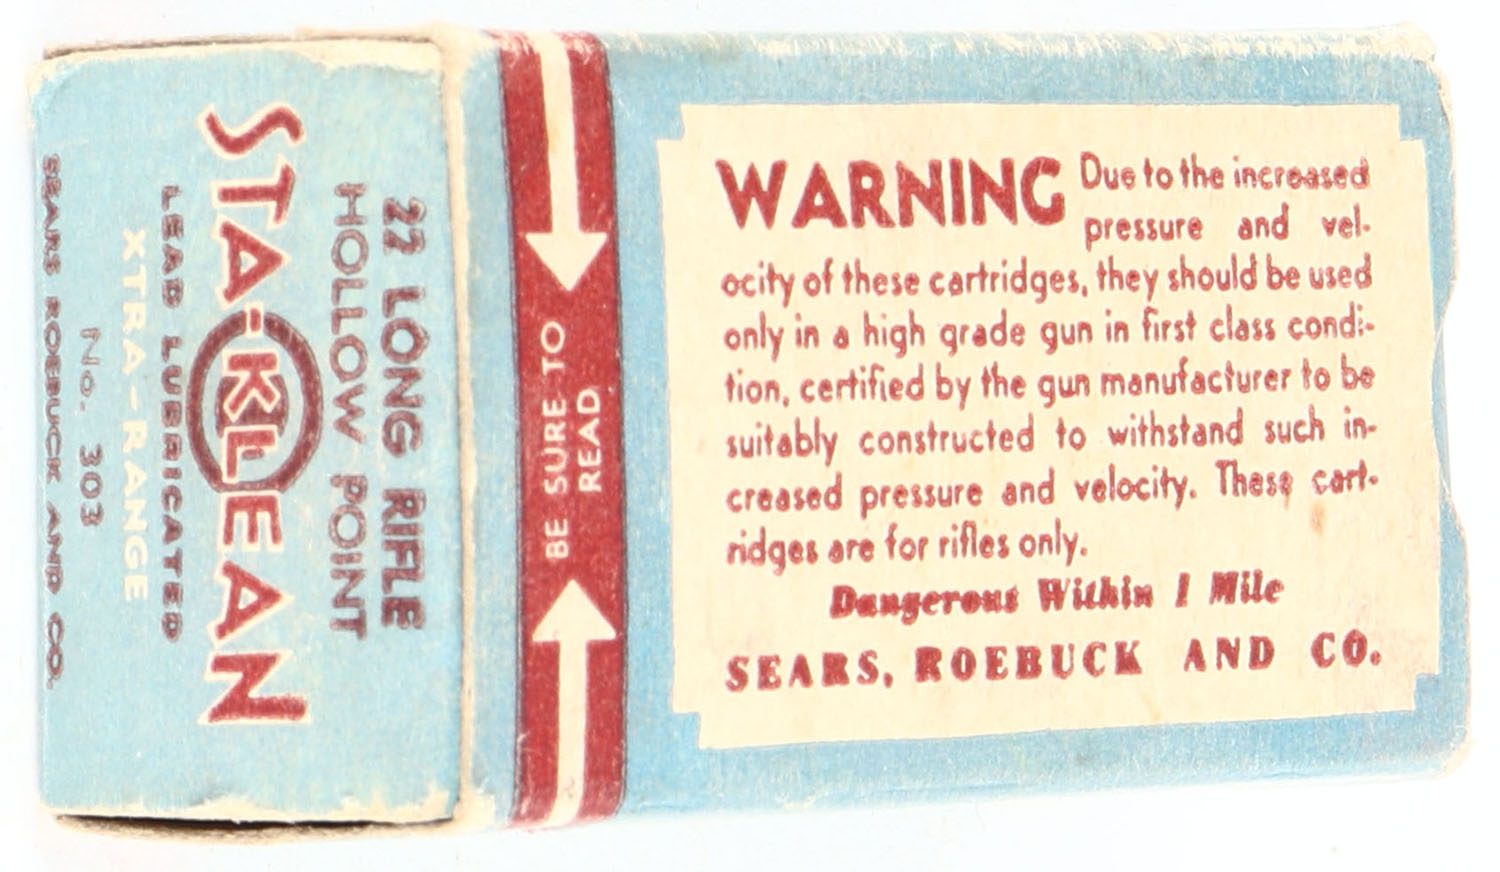 22 LONG RIFLE
HOLLOW POINT
STA-KLEAN
LEAD LUBRICATED
XTRA-RANGE
No. 303
SEARS ROEBUCK AND CO.
BE SURE TO
READ
WARNING Due to the increased
pressure and vel-
ocity of these cartridges, they should be used
only in a high grade gun in first class condi-
tion, certified by the gun manufacturer to be
suitably constructed to withstand such in-
creased pressure and velocity. These cart-
ridges are for rifles only.
Dangerous Within 1 Mile
SEARS, ROEBUCK AND CO.